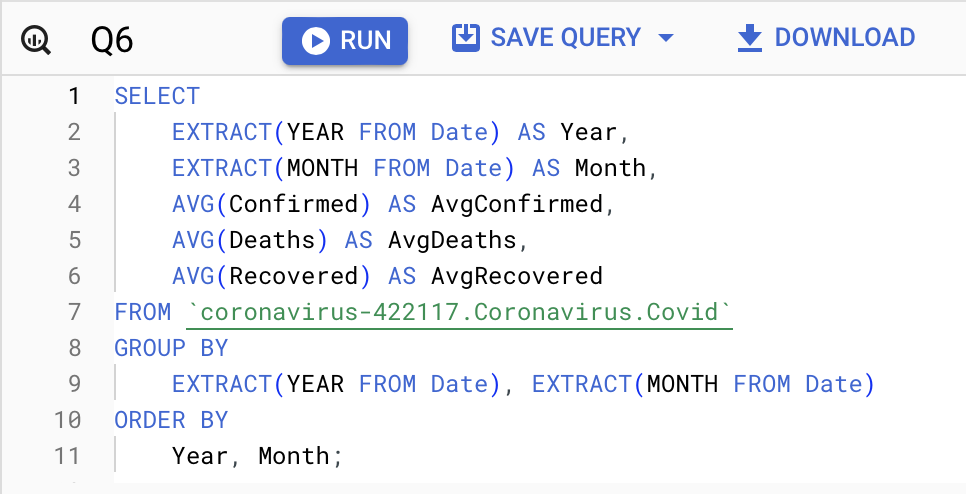 Q6 RUN SAVE QUERY DOWNLOAD
1 SELECT
2 EXTRACT(YEAR FROM Date) AS Year,
3 EXTRACT(MONTH FROM Date) AS Month,
4 AVG(Confirmed) AS AvgConfirmed,
5 AVG(Deaths) AS AvgDeaths,
6 AVG(Recovered) AS AvgRecovered
7 FROM `coronavirus-422117.Coronavirus.Covid`
8 GROUP BY
9 EXTRACT(YEAR FROM Date), EXTRACT(MONTH FROM Date)
10 ORDER BY
11 Year, Month;